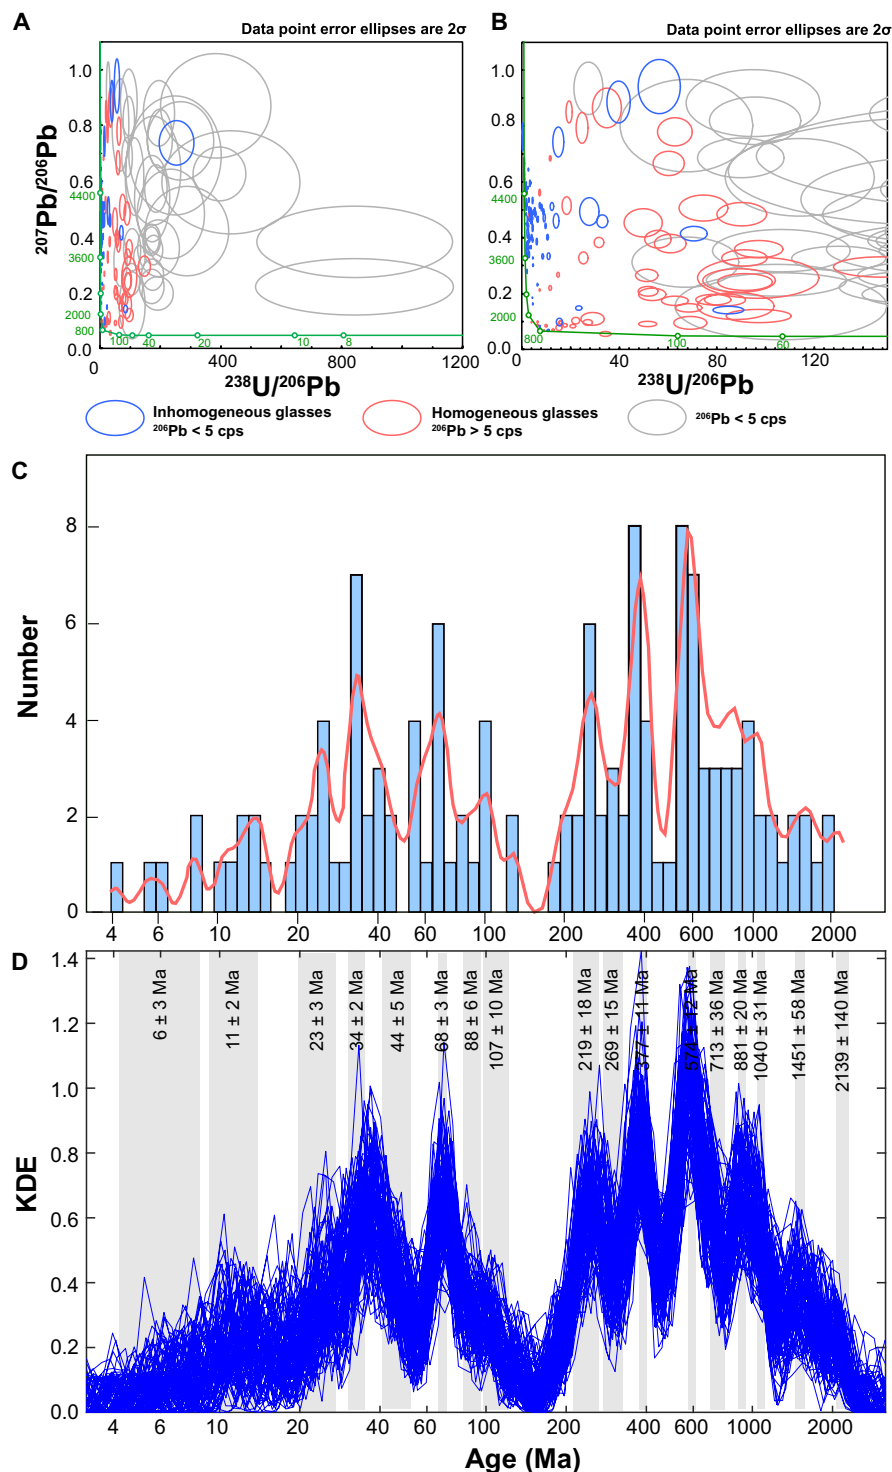 A
Data point error ellipses are 2σ
1.0
0.8
0.6
0.4
0.2
0.0
207Pb/206Pb
4400
3600
2000
800
100
40
20
10
8
0
400
800
1200
238U/206Pb
B
Data point error ellipses are 2σ
1.0
0.8
0.6
0.4
0.2
0.0
4400
3600
2000
800
100
60
0
40
80
120
238U/206Pb
Inhomogeneous glasses
206Pb < 5 cps
Homogeneous glasses
206Pb > 5 cps
206Pb < 5 cps
C
Number
8
6
4
2
0
4 6 10 20 40 60 100 200 400 600 1000 2000
D
KDE
1.4
1.2
1.0
0.8
0.6
0.4
0.2
0.0
6 ± 3 Ma
11 ± 2 Ma
23 ± 3 Ma
34 ± 2 Ma
44 ± 5 Ma
68 ± 3 Ma
88 ± 6 Ma
107 ± 10 Ma
219 ± 18 Ma
269 ± 15 Ma
377 ± 11 Ma
574 ± 12 Ma
713 ± 36 Ma
881 ± 20 Ma
1040 ± 31 Ma
1451 ± 58 Ma
2139 ± 140 Ma
4 6 10 20 40 60 100 200 400 600 1000 2000
Age (Ma)